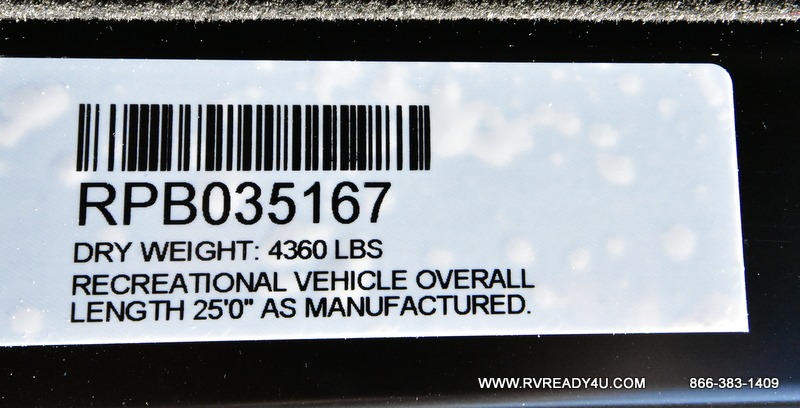 RPB035167
DRY WEIGHT: 4360 LBS
RECREATIONAL VEHICLE OVERALL
LENGTH 25'0" AS MANUFACTURED.
WWW.RVREADY4U.COM 866-383-1409